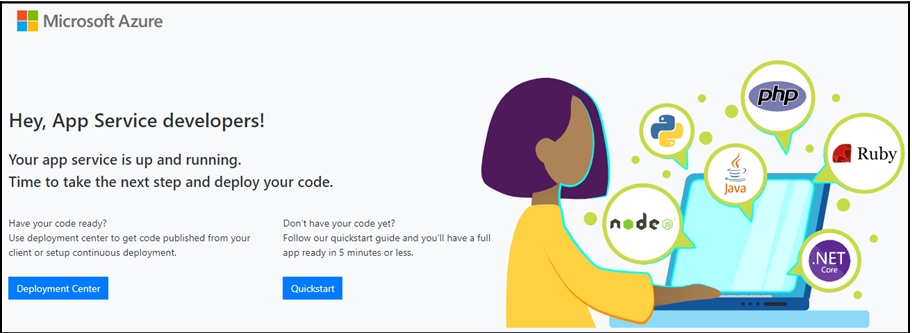 Microsoft Azure
Hey, App Service developers!
Your app service is up and running.
Time to take the next step and deploy your code.
Have your code ready?
Use deployment center to get code published from your
client or setup continuous deployment.
Deployment Center
Don't have your code yet?
Follow our quickstart guide and you'll have a full
app ready in 5 minutes or less.
Quickstart
php
Ruby
Java
node
JS
.NET
Core